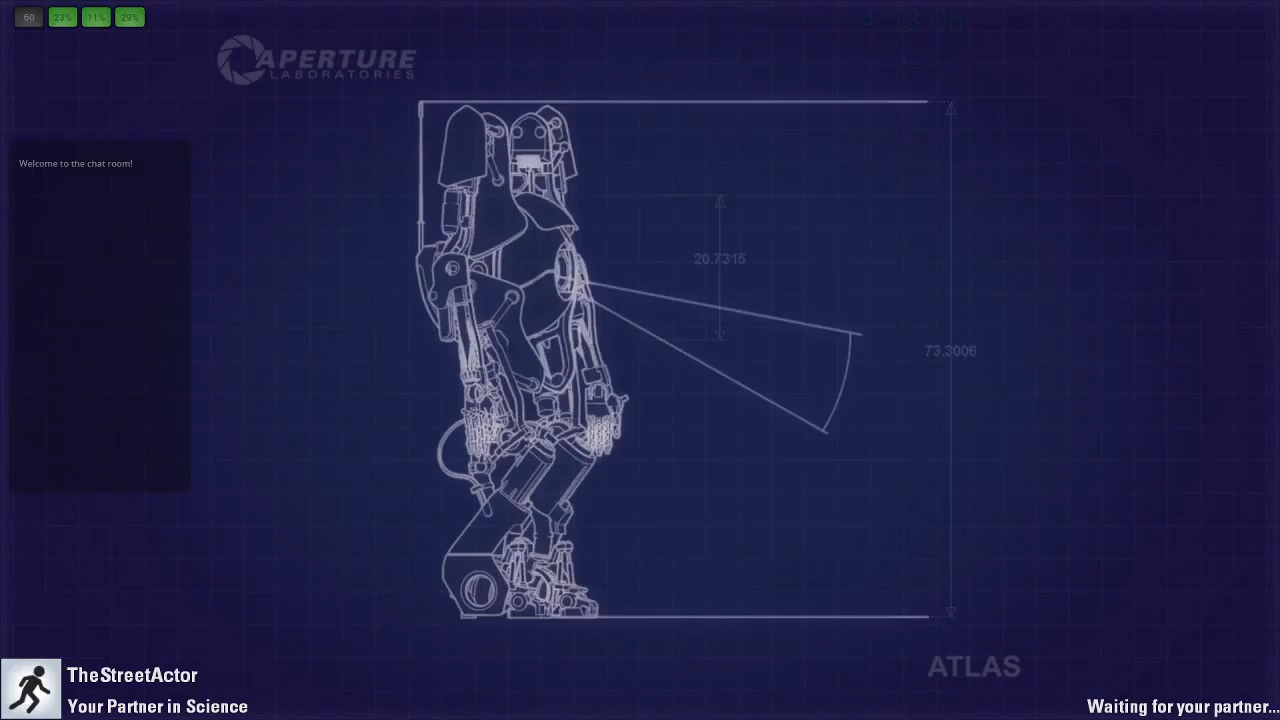 60 23% 11% 29%
APERTURE
LABORATORIES
Welcome to the chat room!
20.7315
73.3006
ATLAS
TheStreetActor
Your Partner in Science
Waiting for your partner...